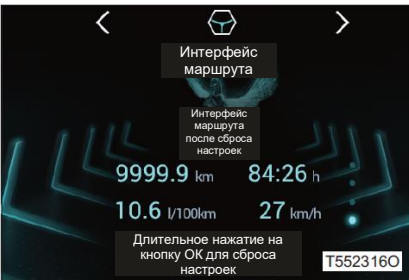 Интерфейс
маршрута
Интерфейс
маршрута
после сброса
настроек
9999.9 km 84:26 h
10.6 l/100km 27 km/h
Длительное нажатие на
кнопку ОК для сброса
настроек
T552316O